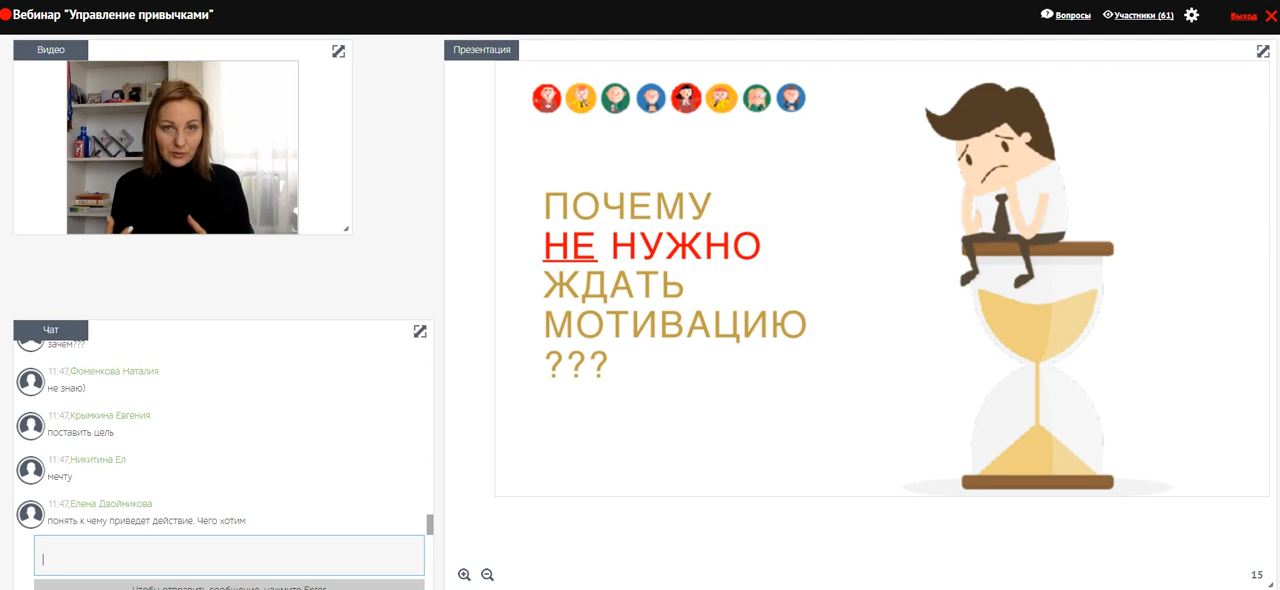 Вебинар "Управление привычками"
Вопросы
Участники (61)
Выход
Видео
Презентация
ПОЧЕМУ
НЕ НУЖНО
ЖДАТЬ
МОТИВАЦИЮ
???
Чат
зачем???
11:47,Фоменкова Наталия
не знаю)
11:47,Крымкина Евгения
поставить цель
11:47,Никитина Ел
мечту
11:47,Елена Двойникова
понять к чему приведет действие. Чего хотим
Чтобы отправить сообщение, нажмите Enter
15